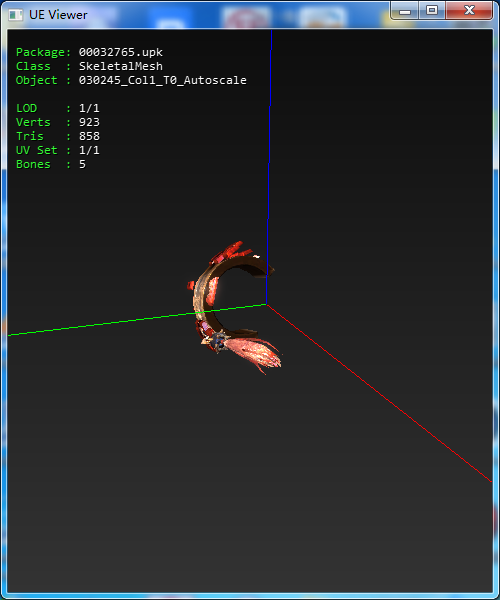 UE Viewer
Package: 00032765.upk
Class  : SkeletalMesh
Object : 030245_Col1_T0_Autoscale
LOD    : 1/1
Verts  : 923
Tris   : 858
UV Set : 1/1
Bones  : 5